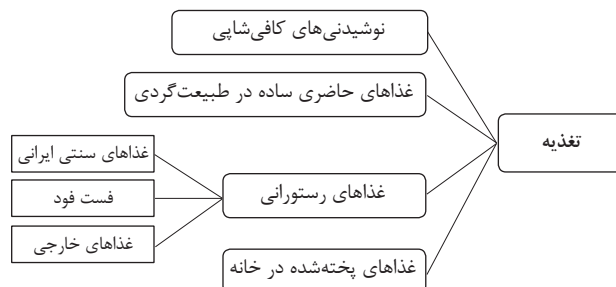 نوشیدنی‌های کافی‌شاپی
غذاهای حاضری ساده در طبیعت‌گردی
تغذیه
غذاهای رستورانی
غذاهای سنتی ایرانی
فست فود
غذاهای خارجی
غذاهای پخته‌شده در خانه